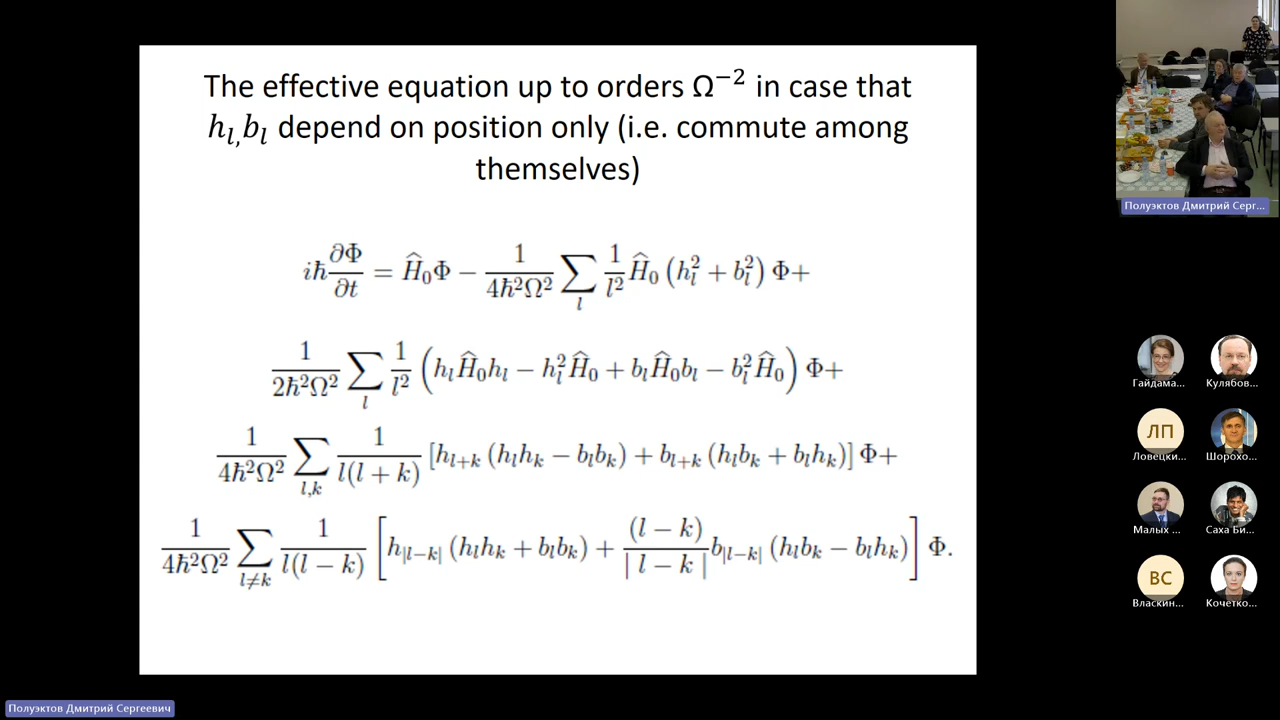 The effective equation up to orders Ω⁻² in case that
h_l, b_l depend on position only (i.e. commute among
themselves)
iħ ∂Φ/∂t = Ĥ₀Φ − 1/(4ħ²Ω²) ∑_l 1/l² Ĥ₀ (h_l² + b_l²) Φ+
1/(2ħ²Ω²) ∑_l 1/l² (h_l Ĥ₀ h_l − h_l² Ĥ₀ + b_l Ĥ₀ b_l − b_l² Ĥ₀) Φ+
1/(4ħ²Ω²) ∑_{l,k} 1/(l(l + k)) [h_{l+k} (h_l h_k − b_l b_k) + b_{l+k} (h_l b_k + b_l h_k)] Φ+
1/(4ħ²Ω²) ∑_{l≠k} 1/(l(l − k)) [h_{|l−k|} (h_l h_k + b_l b_k) + (l − k)/| l − k | b_{|l−k|} (h_l b_k − b_l h_k)] Φ.
Полуэктов Дмитрий Серг...
Гайдама...
Кулябов...
ЛП
Ловецки...
Шорохо...
Малых ...
Саха Би...
ВС
Власкин...
Кочетко...
Полуэктов Дмитрий Сергеевич